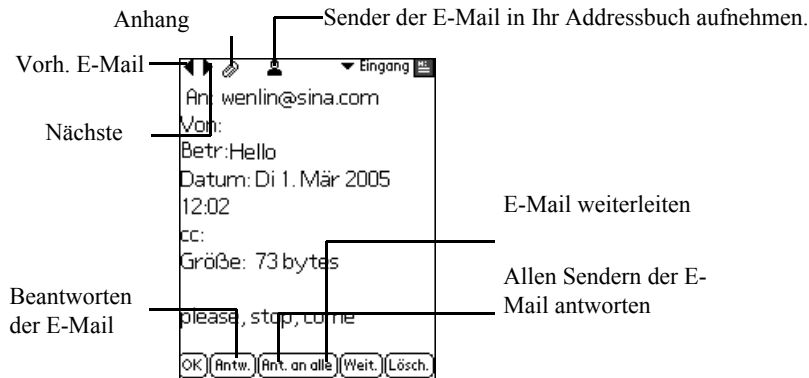 Anhang
Sender der E-Mail in Ihr Addressbuch aufnehmen.
Vorh. E-Mail
Eingang
An: wenlin@sina.com
Nächste
Von:
Betr:Hello
Datum: Di 1. Mär 2005
12:02
cc:
E-Mail weiterleiten
Größe: 73 bytes
Allen Sendern der E-
Mail antworten
Beantworten
der E-Mail
please, stop, come
OK Antw. Ant. an alle Weit. Lösch.